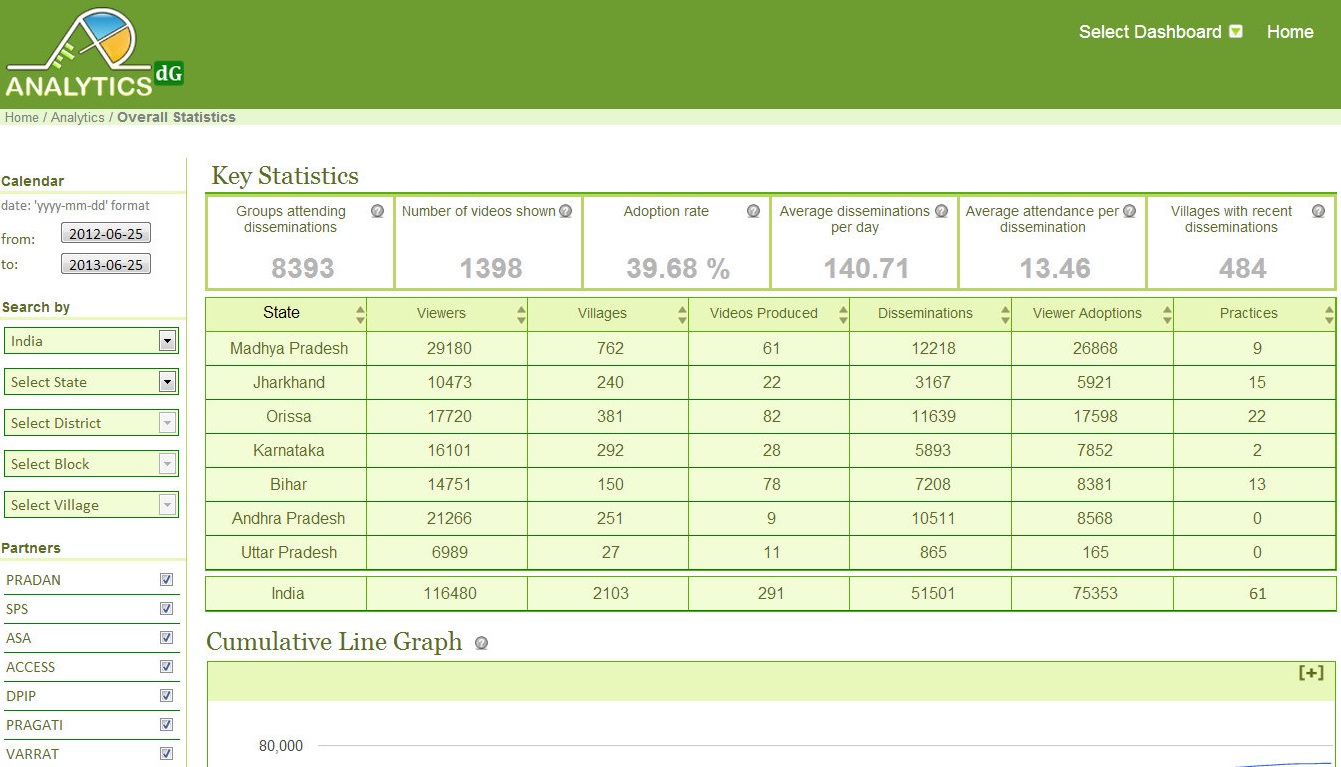 Select Dashboard Home
ANALYTICS dG
Home / Analytics / Overall Statistics
Calendar
date: 'yyyy-mm-dd' format
from: 2012-06-25
to: 2013-06-25
Search by
India
Select State
Select District
Select Block
Select Village
Partners
PRADAN
SPS
ASA
ACCESS
DPIP
PRAGATI
VARRAT
Key Statistics
Groups attending
disseminations
8393
Number of videos shown
1398
Adoption rate
39.68 %
Average disseminations
per day
140.71
Average attendance per
dissemination
13.46
Villages with recent
disseminations
484
State Viewers Villages Videos Produced Disseminations Viewer Adoptions Practices
Madhya Pradesh 29180 762 61 12218 26868 9
Jharkhand 10473 240 22 3167 5921 15
Orissa 17720 381 82 11639 17598 22
Karnataka 16101 292 28 5893 7852 2
Bihar 14751 150 78 7208 8381 13
Andhra Pradesh 21266 251 9 10511 8568 0
Uttar Pradesh 6989 27 11 865 165 0
India 116480 2103 291 51501 75353 61
Cumulative Line Graph
[+]
80,000